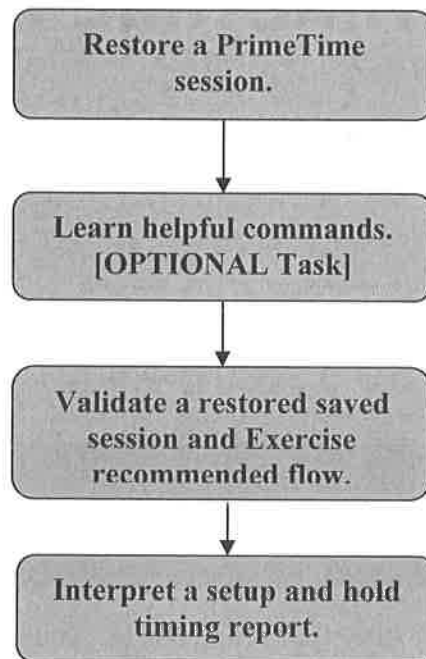 Restore a PrimeTime
session.
Learn helpful commands.
[OPTIONAL Task]
Validate a restored saved
session and Exercise
recommended flow.
Interpret a setup and hold
timing report.